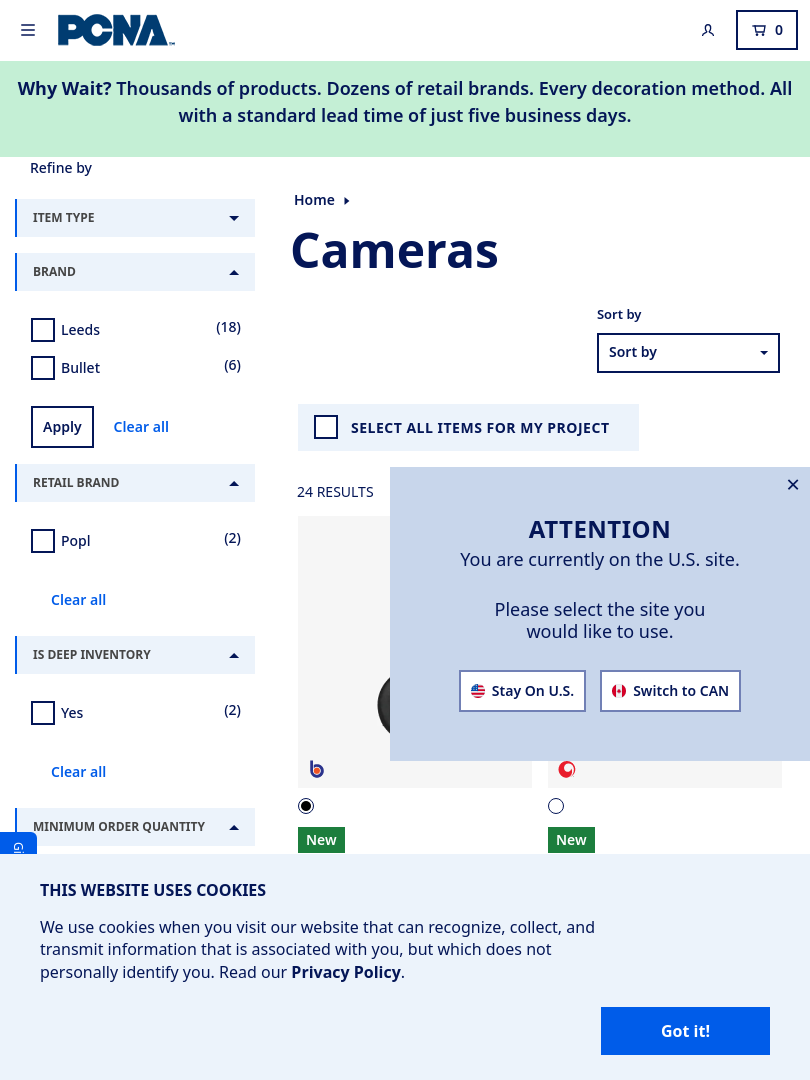 PCNA
0
Why Wait? Thousands of products. Dozens of retail brands. Every decoration method. All
with a standard lead time of just five business days.
Refine by
ITEM TYPE
BRAND
Leeds (18)
Bullet (6)
Apply Clear all
RETAIL BRAND
Popl (2)
Clear all
IS DEEP INVENTORY
Yes (2)
Clear all
MINIMUM ORDER QUANTITY
Home
Cameras
Sort by
Sort by
SELECT ALL ITEMS FOR MY PROJECT
24 RESULTS
ATTENTION
You are currently on the U.S. site.
Please select the site you
would like to use.
Stay On U.S. Switch to CAN
b
New New
THIS WEBSITE USES COOKIES
We use cookies when you visit our website that can recognize, collect, and
transmit information that is associated with you, but which does not
personally identify you. Read our Privacy Policy.
Got it!